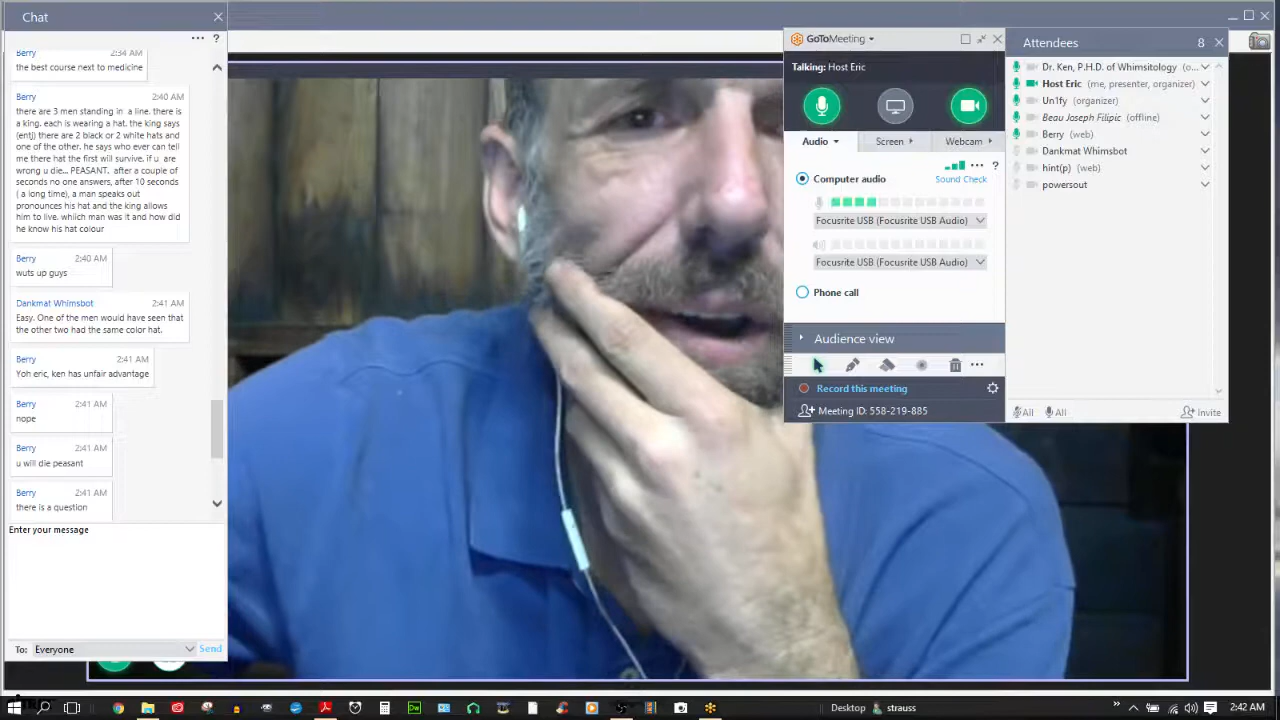 Chat
?
Berry 2:34 AM
the best course next to medicine
Berry 2:40 AM
there are 3 men standing in a line. there is
a king. each is wearing a hat. the king says
(entj) there are 2 black or 2 white hats and
one of the other. he says who ever can tell
me there hat the first will survive. if u are
wrong u die... PEASANT. after a couple of
seconds no one answers, after 10 seconds
(a long time), a man speaks out
pronounces his hat and the king allows
him to live. whiich man was it and how did
he know his hat colour
Berry 2:40 AM
wuts up guys
Dankmat Whimsbot 2:41 AM
Easy. One of the men would have seen that
the other two had the same color hat.
Berry 2:41 AM
Yoh eric, ken has unfair advantage
Berry 2:41 AM
nope
Berry 2:41 AM
u will die peasant
Berry 2:41 AM
there is a question
Enter your message
To: Everyone Send
GoToMeeting
Talking: Host Eric
Audio Screen Webcam
?
Computer audio Sound Check
Focusrite USB (Focusrite USB Audio)
Focusrite USB (Focusrite USB Audio)
Phone call
Audience view
Record this meeting
Meeting ID: 558-219-885
Attendees 8
Dr. Ken, P.H.D. of Whimsitology (o...
Host Eric (me, presenter, organizer)
Un1fy (organizer)
Beau Joseph Filipic (offline)
Berry (web)
Dankmat Whimsbot
hint(p) (web)
powersout
All All Invite
Dw
Desktop strauss 2:42 AM